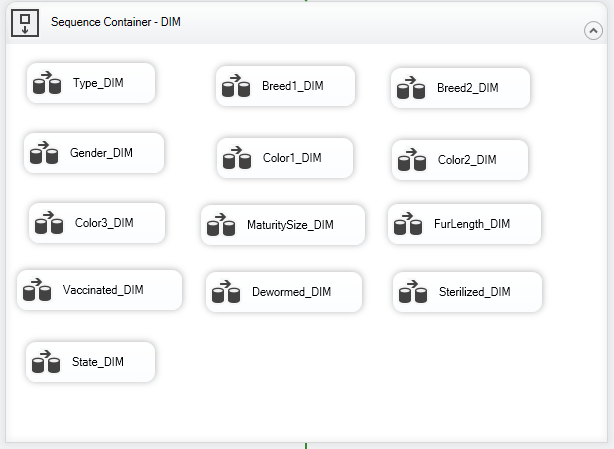 Sequence Container - DIM
Type_DIM
Breed1_DIM
Breed2_DIM
Gender_DIM
Color1_DIM
Color2_DIM
Color3_DIM
MaturitySize_DIM
FurLength_DIM
Vaccinated_DIM
Dewormed_DIM
Sterilized_DIM
State_DIM